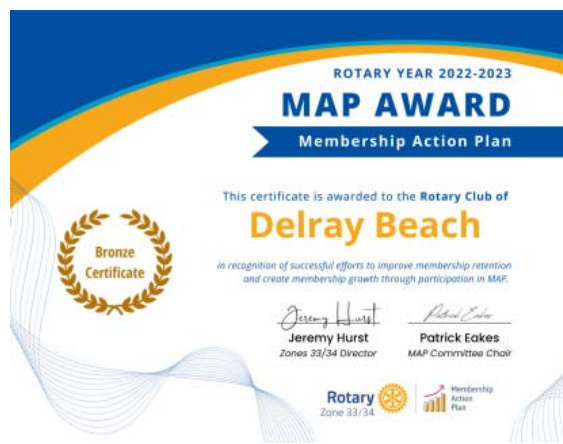 ROTARY YEAR 2022-2023
MAP AWARD
Membership Action Plan
This certificate is awarded to the Rotary Club of
Delray Beach
Bronze
Certificate
in recognition of successful efforts to improve membership retention
and create membership growth through participation in MAP.
Jeremy Hurst
Patrick Eakes
Jeremy Hurst
Patrick Eakes
Zones 33/34 Director
MAP Committee Chair
Rotary
Zone 33/34
Membership
Action
Plan